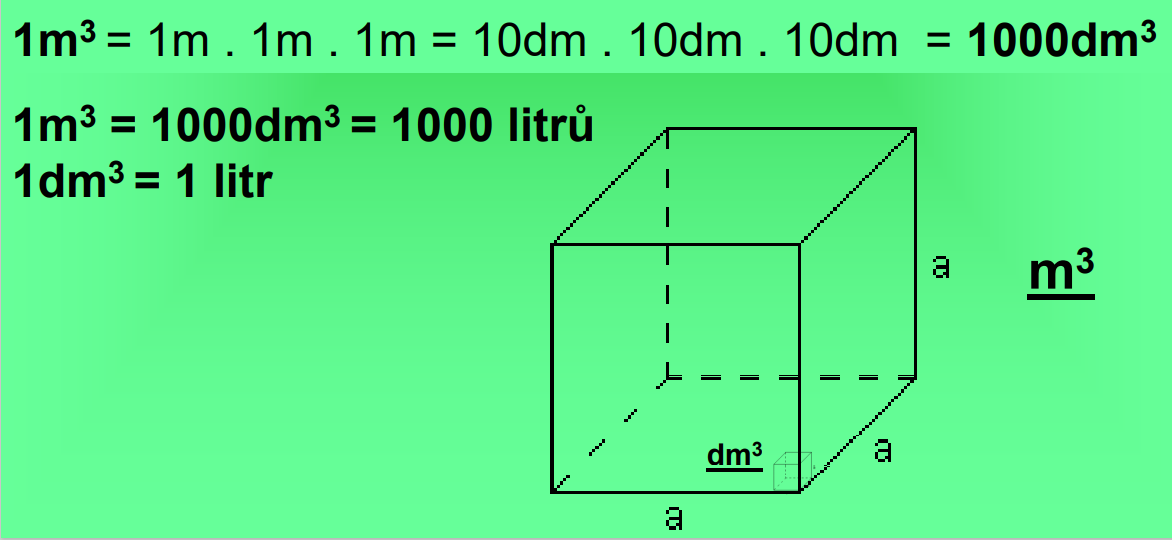 1m³ = 1m . 1m . 1m = 10dm . 10dm . 10dm = 1000dm³
1m³ = 1000dm³ = 1000 litrů
1dm³ = 1 litr
a
m³
dm³
a
a